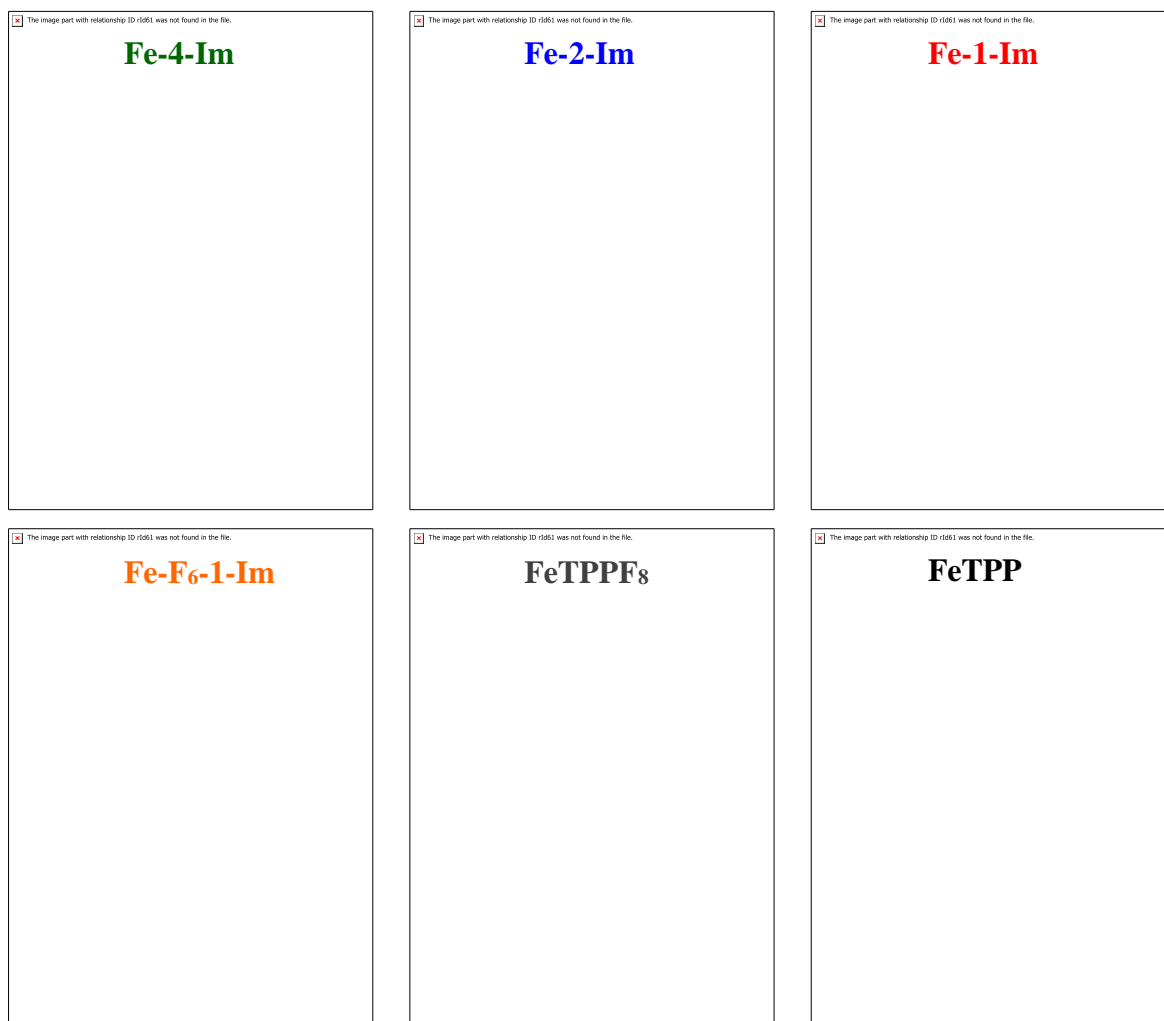 The image part with relationship ID rId61 was not found in the file.
Fe-4-Im
The image part with relationship ID rId61 was not found in the file.
Fe-2-Im
The image part with relationship ID rId61 was not found in the file.
Fe-1-Im
The image part with relationship ID rId61 was not found in the file.
Fe-F₆-1-Im
The image part with relationship ID rId61 was not found in the file.
FeTPPF₈
The image part with relationship ID rId61 was not found in the file.
FeTPP